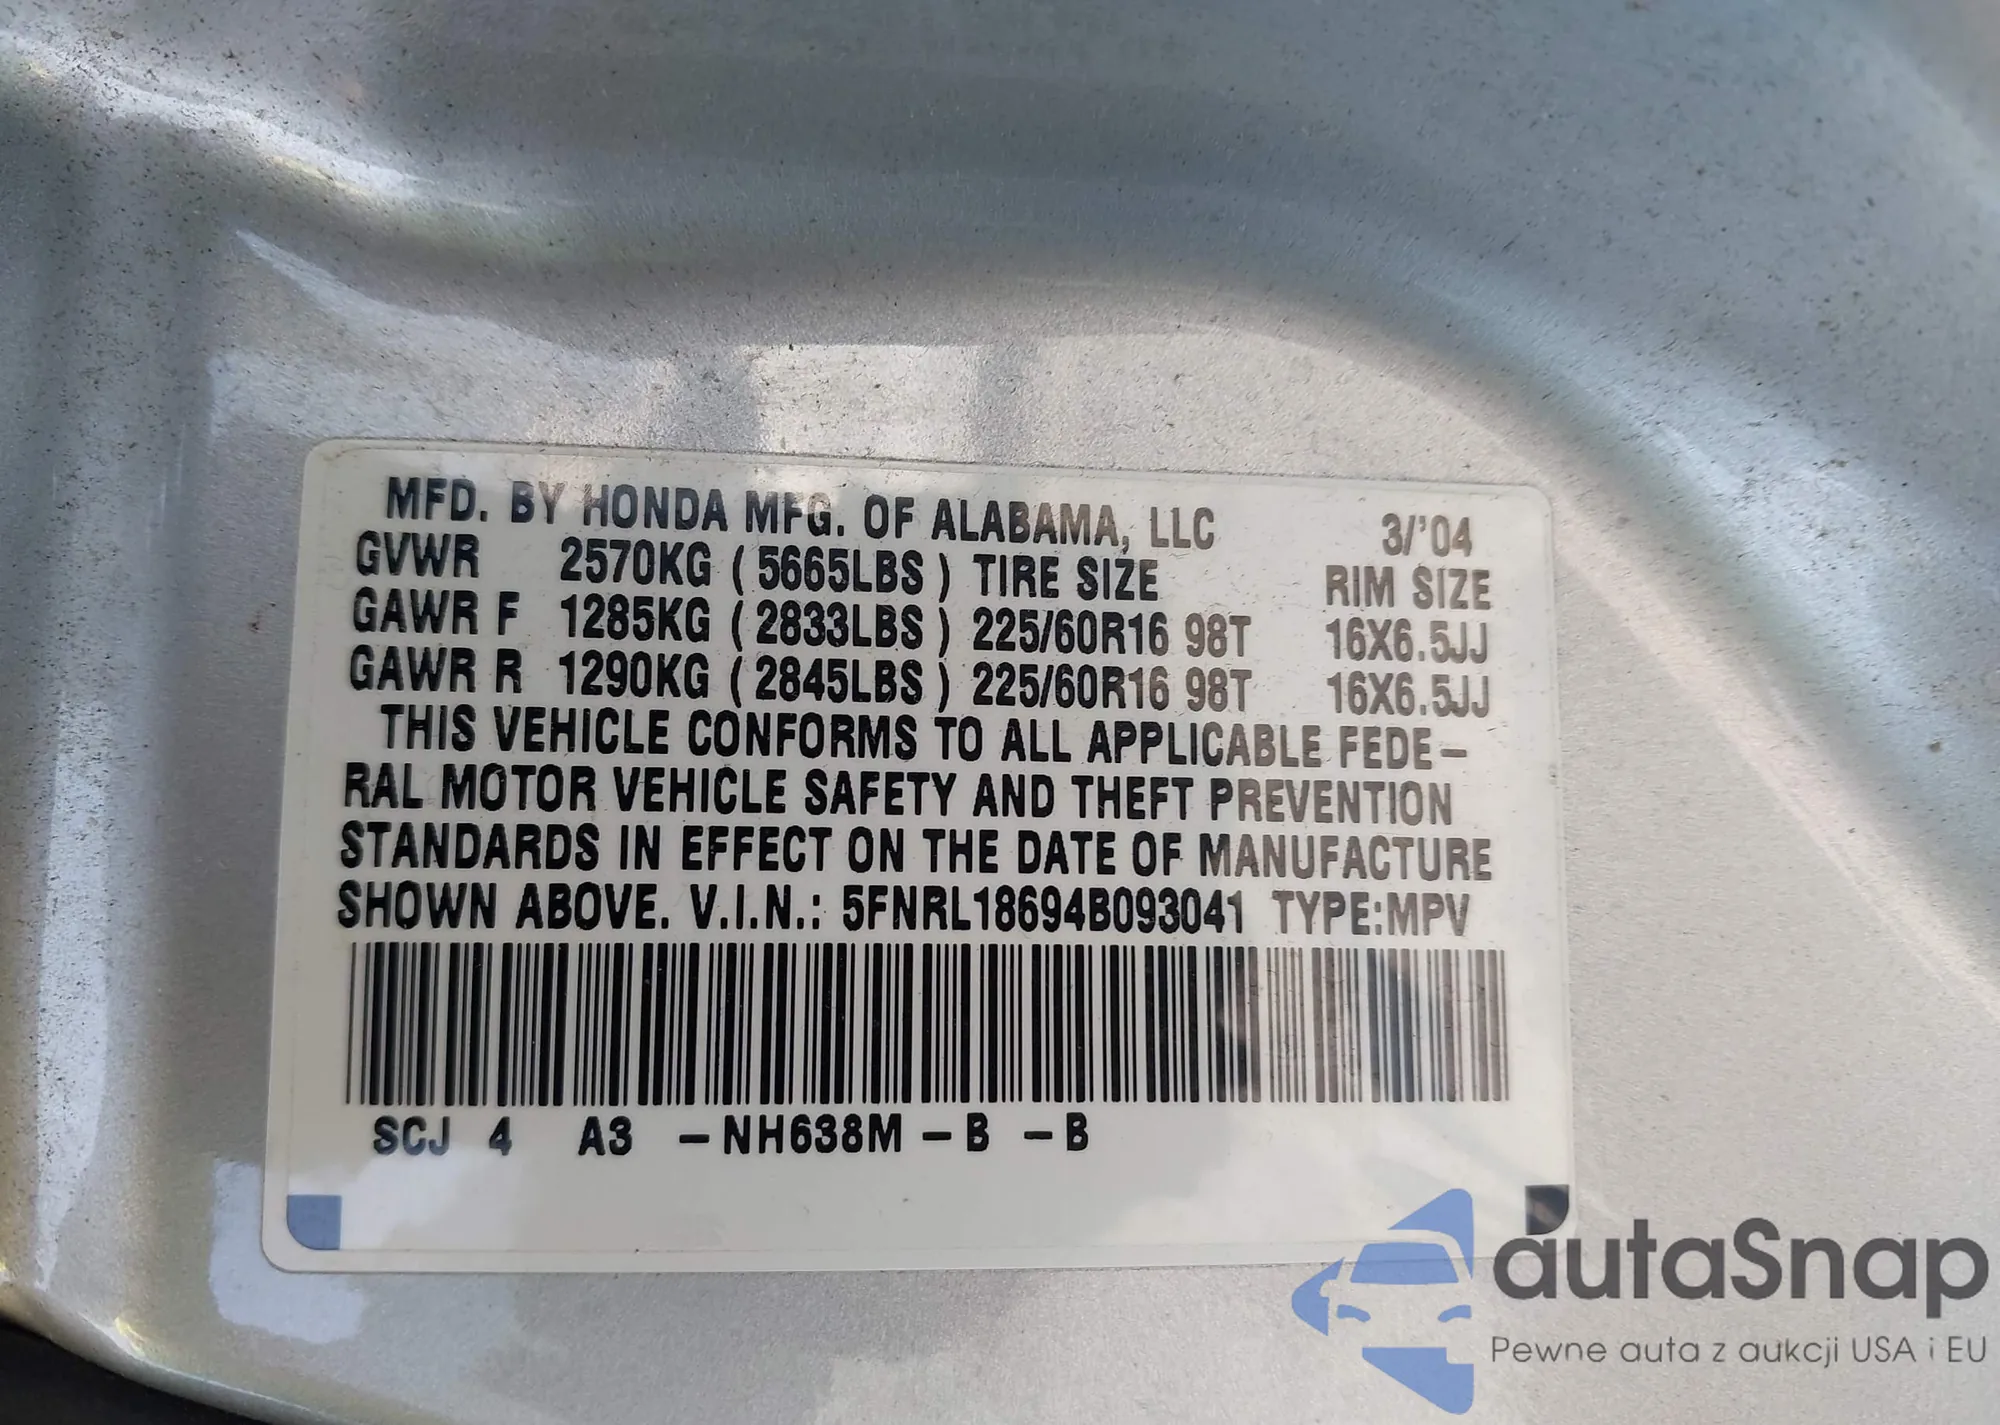 MFD. BY HONDA MFG. OF ALABAMA, LLC 3/'04
GVWR 2570KG ( 5665LBS ) TIRE SIZE RIM SIZE
GAWR F 1285KG ( 2833LBS ) 225/60R16 98T 16X6.5JJ
GAWR R 1290KG ( 2845LBS ) 225/60R16 98T 16X6.5JJ
THIS VEHICLE CONFORMS TO ALL APPLICABLE FEDE-
RAL MOTOR VEHICLE SAFETY AND THEFT PREVENTION
STANDARDS IN EFFECT ON THE DATE OF MANUFACTURE
SHOWN ABOVE. V.I.N.: 5FNRL18694B093041 TYPE:MPV
SCJ 4 A3 -NH638M -B -B
autaSnap
Pewne auta z aukcji USA i EU